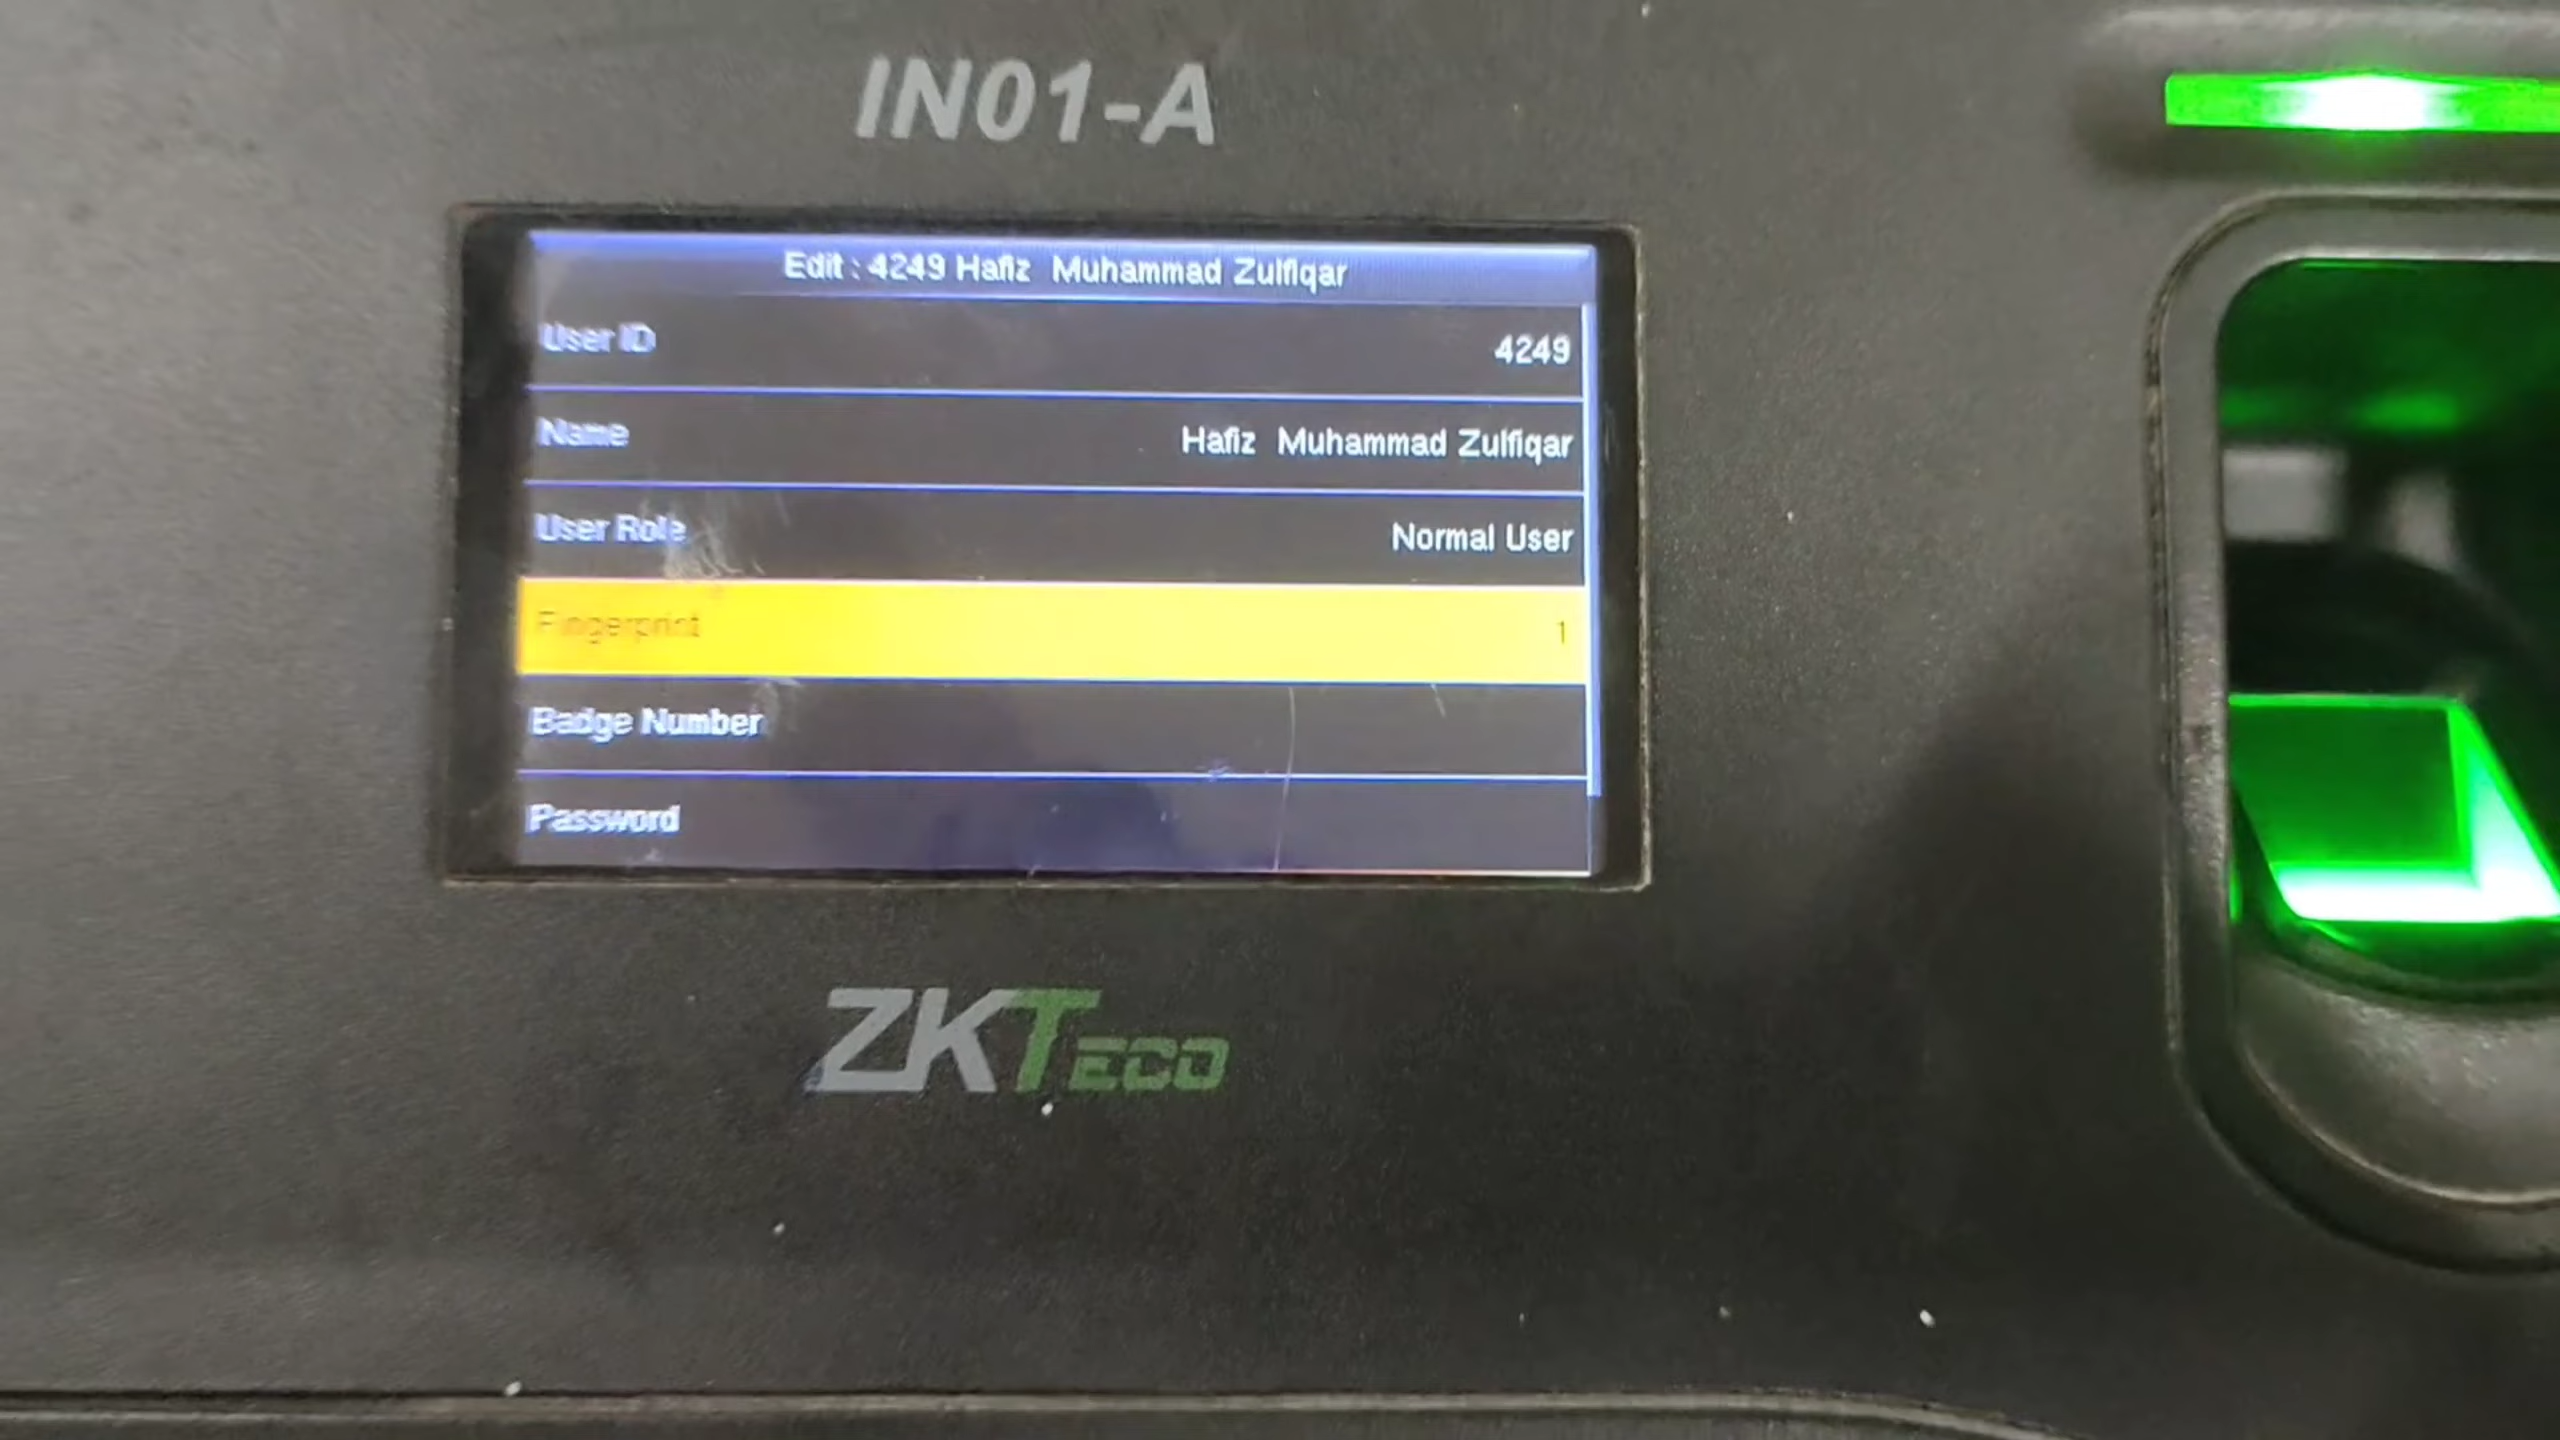 IN01-A
Edit : 4249 Hafiz  Muhammad Zulfiqar
User ID 4249
Name Hafiz  Muhammad Zulfiqar
User Role Normal User
Fingerprint 1
Badge Number
Password
ZKTECO